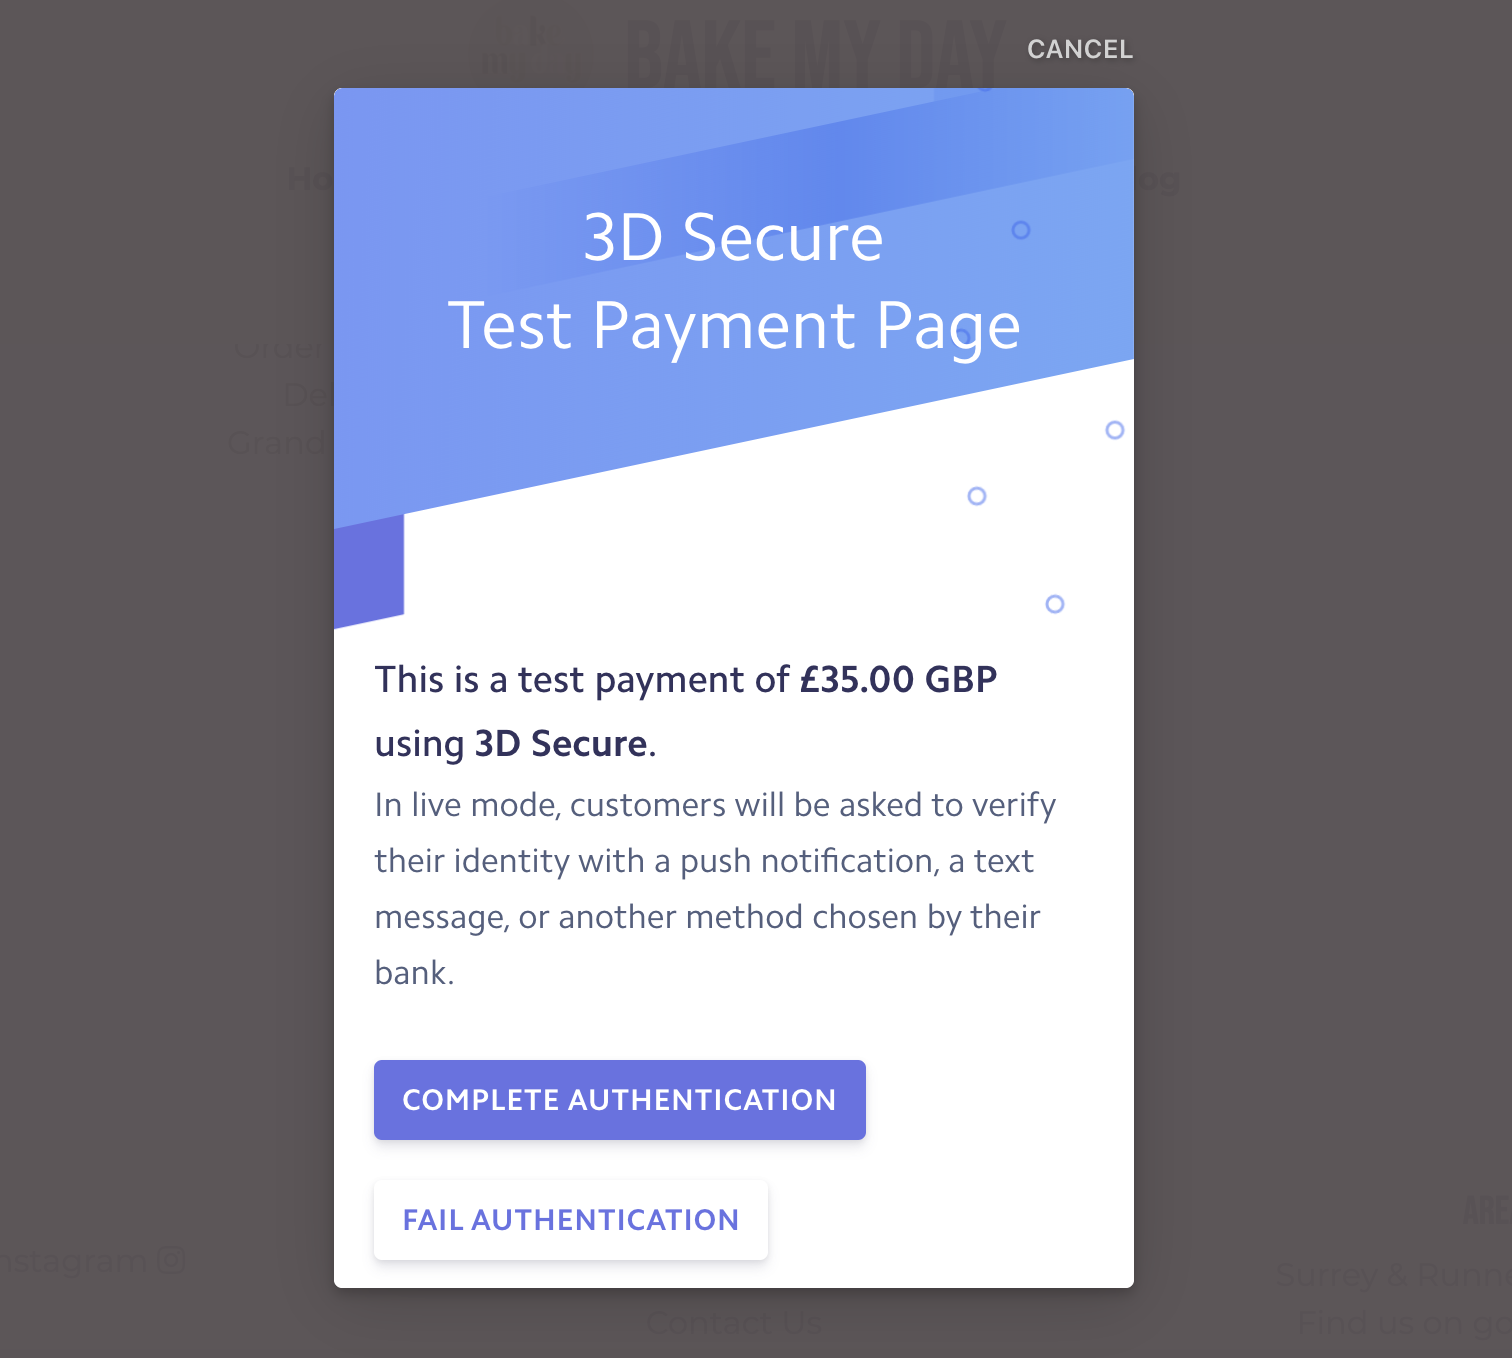 BAKE MY DAY
CANCEL
3D Secure
Test Payment Page
Grand
This is a test payment of £35.00 GBP
using 3D Secure.
In live mode, customers will be asked to verify
their identity with a push notification, a text
message, or another method chosen by their
bank.
COMPLETE AUTHENTICATION
FAIL AUTHENTICATION
nstagram
Surrey & Runn
Contact Us
Find us on go